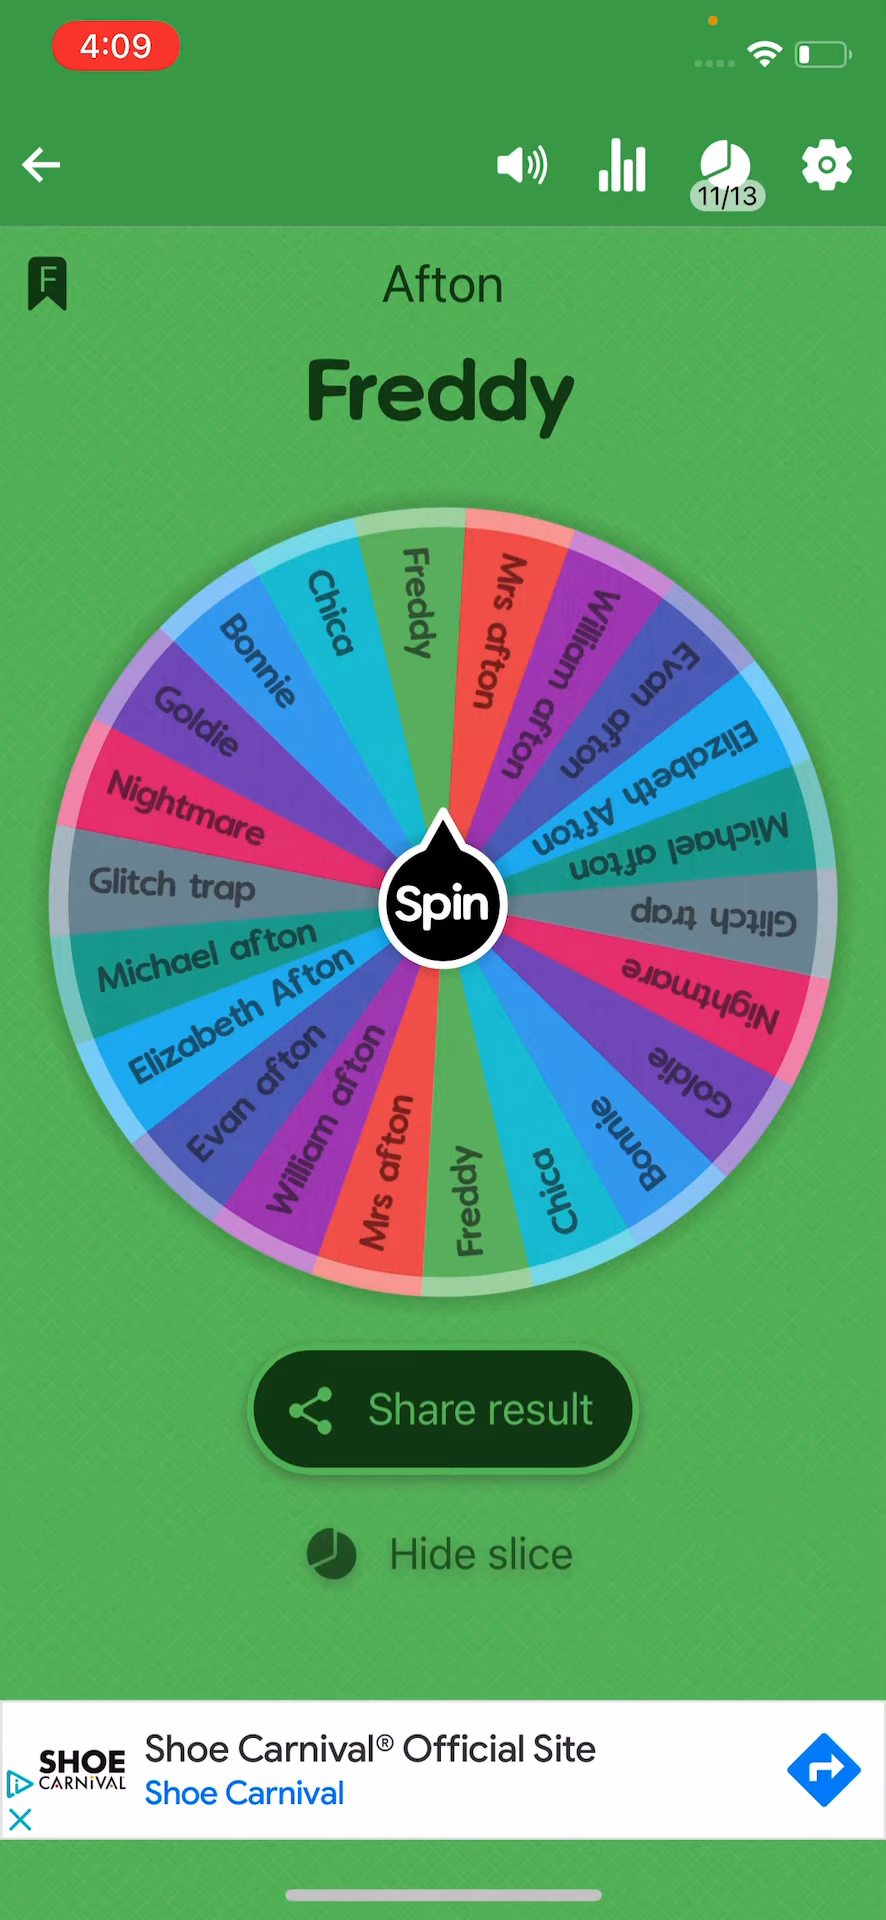 4:09
11/13
F
Afton
Freddy
Freddy
Mrs afton
William afton
Evan afton
Elizabeth Afton
Michael afton
Glitch trap
Nightmare
Goldie
Bonnie
Chica
Freddy
Mrs afton
William afton
Evan afton
Elizabeth Afton
Michael afton
Glitch trap
Nightmare
Goldie
Bonnie
Chica
Spin
Share result
Hide slice
SHOE
CARNiVAL
Shoe Carnival® Official Site
Shoe Carnival